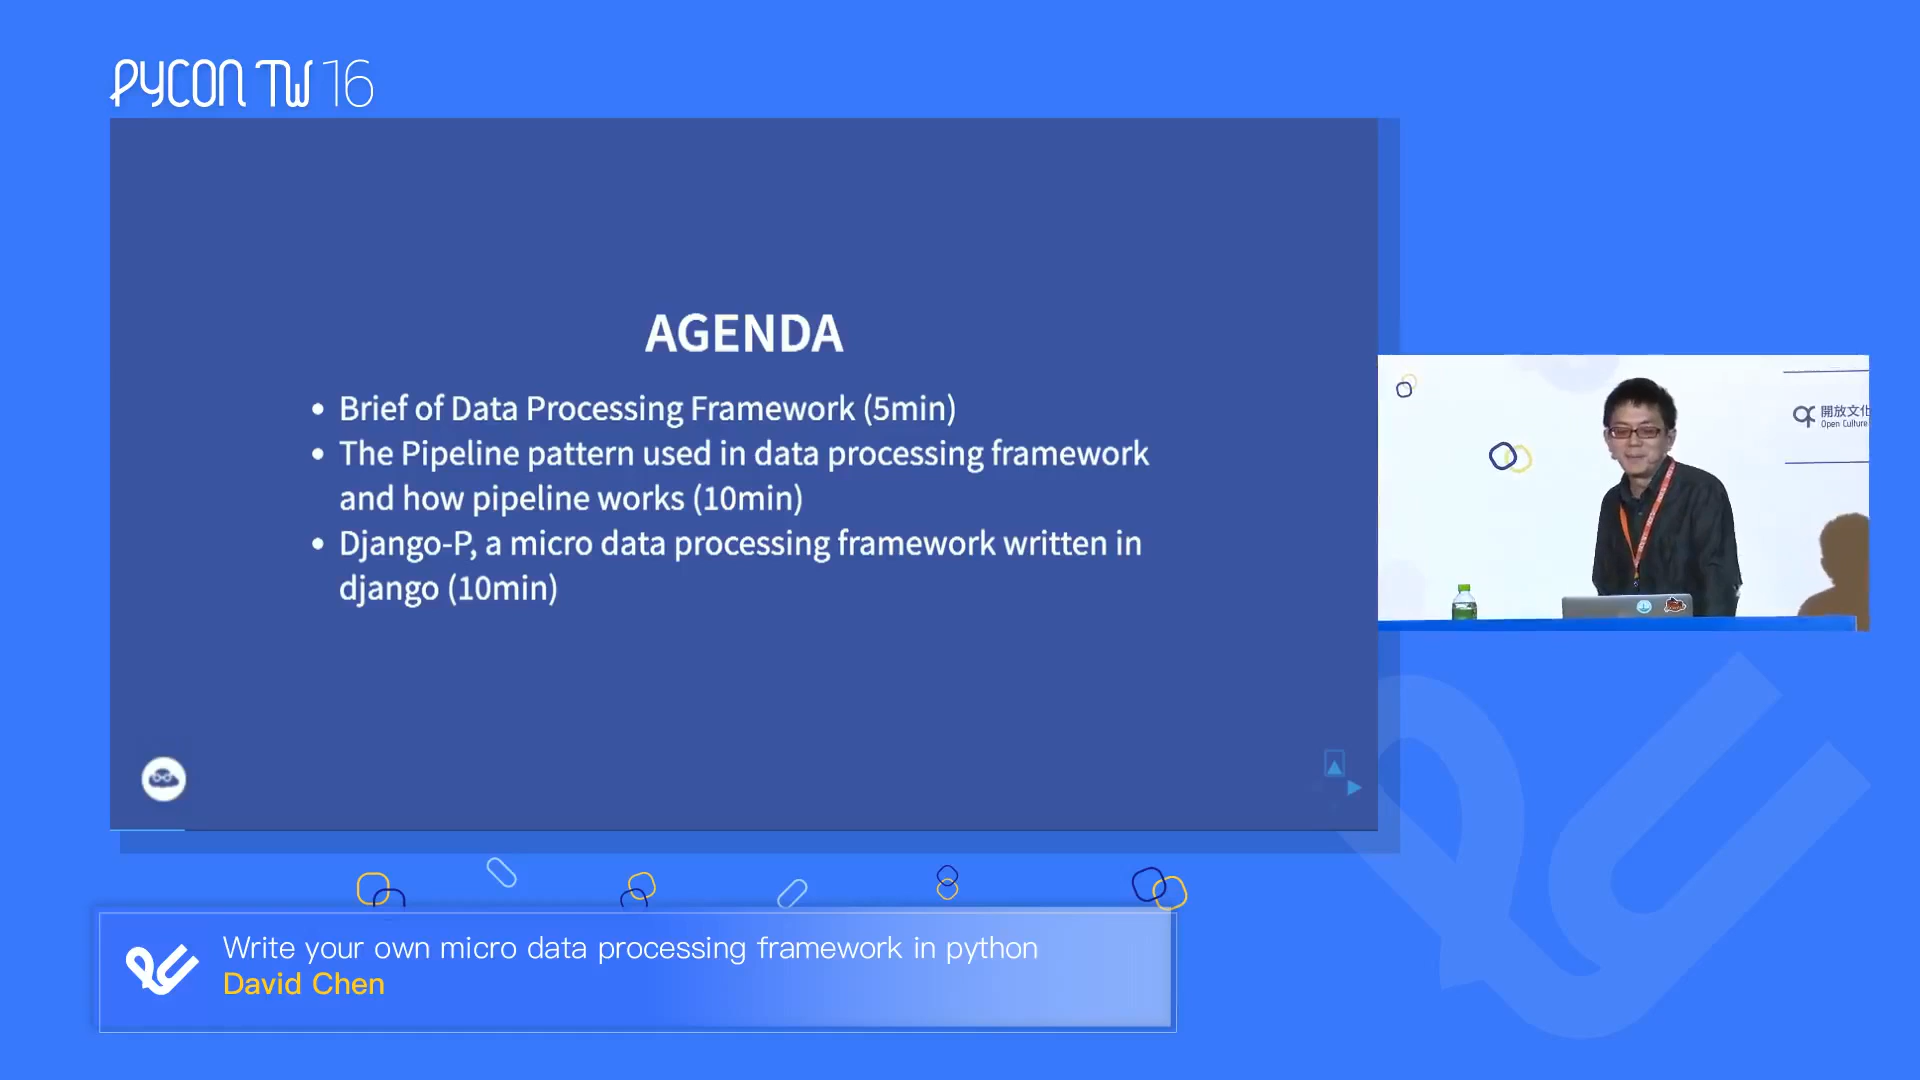 PYCON TW 16
AGENDA
• Brief of Data Processing Framework (5min)
• The Pipeline pattern used in data processing framework
and how pipeline works (10min)
• Django-P, a micro data processing framework written in
django (10min)
開放文化
Open Culture
Write your own micro data processing framework in python
David Chen